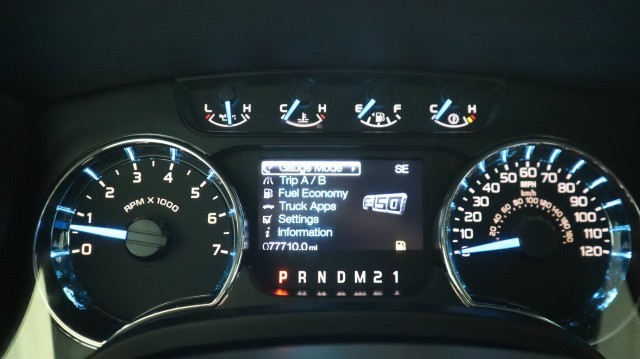 L H C H E F C H
Gauge Mode SE
Trip A / B
Fuel Economy
Truck Apps
Settings
Information
077710.0 mi
F150
P R N D M 2 1
0 1 2 3 4 5 6 7
RPM X 1000
5 10 20 30 40 50 60 70 80 90 100 110 120
MPH
km/h